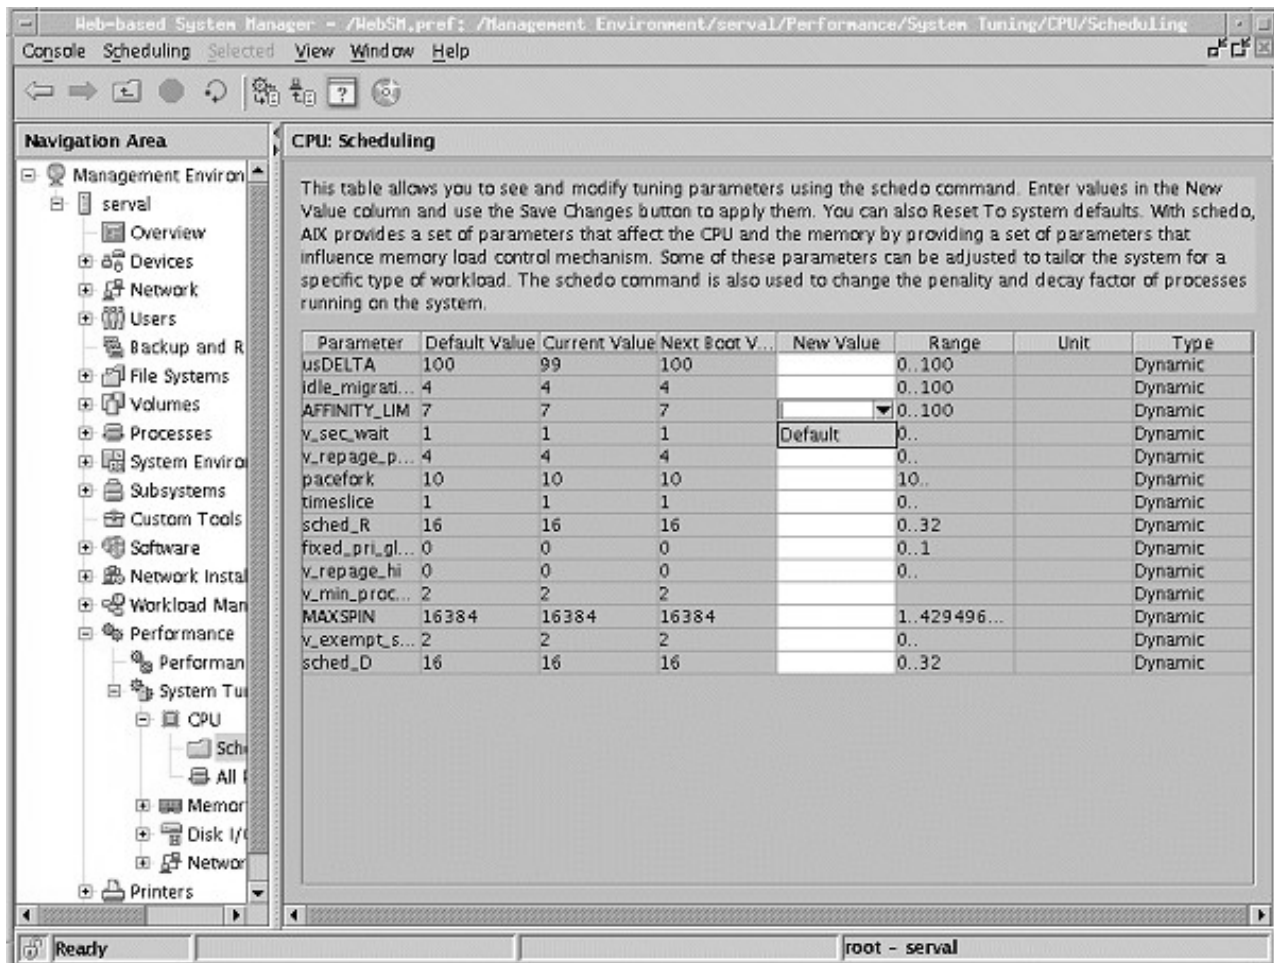 Web-based System Manager - /WebSM.pref: /Management Environment/serval/Performance/System Tuning/CPU/Scheduling
Console Scheduling Selected View Window Help
Navigation Area
Management Environ
serval
Overview
Devices
Network
Users
Backup and R
File Systems
Volumes
Processes
System Enviro
Subsystems
Custom Tools
Software
Network Instal
Workload Man
Performance
Performan
System Tu
CPU
Sche
All
Memor
Disk I/
Networ
Printers
CPU: Scheduling
This table allows you to see and modify tuning parameters using the schedo command. Enter values in the New
Value column and use the Save Changes button to apply them. You can also Reset To system defaults. With schedo,
AIX provides a set of parameters that affect the CPU and the memory by providing a set of parameters that
influence memory load control mechanism. Some of these parameters can be adjusted to tailor the system for a
specific type of workload. The schedo command is also used to change the penality and decay factor of processes
running on the system.
Parameter Default Value Current Value Next Boot V... New Value Range Unit Type
usDELTA 100 99 100 0..100 Dynamic
idle_migrati... 4 4 4 0..100 Dynamic
AFFINITY_LIM 7 7 7 0..100 Dynamic
v_sec_wait 1 1 1 Default 0.. Dynamic
v_repage_p... 4 4 4 0.. Dynamic
pacefork 10 10 10 10.. Dynamic
timeslice 1 1 1 0.. Dynamic
sched_R 16 16 16 0..32 Dynamic
fixed_pri_gl... 0 0 0 0..1 Dynamic
v_repage_hi 0 0 0 0.. Dynamic
v_min_proc... 2 2 2 Dynamic
MAXSPIN 16384 16384 16384 1..429496... Dynamic
v_exempt_s... 2 2 2 0.. Dynamic
sched_D 16 16 16 0..32 Dynamic
Ready
root - serval